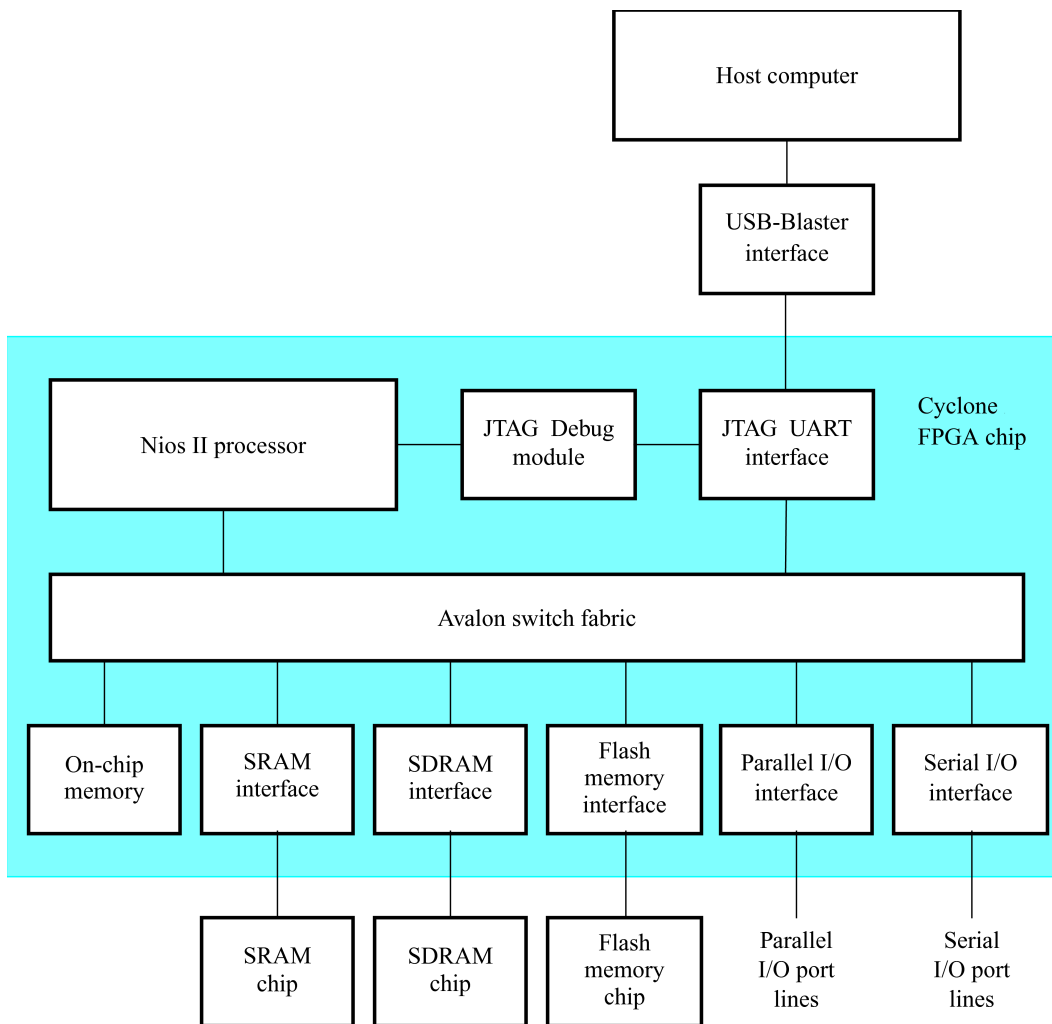 Host computer
USB-Blaster
interface
Cyclone
FPGA chip
Nios II processor
JTAG Debug
module
JTAG UART
interface
Avalon switch fabric
On-chip
memory
SRAM
interface
SDRAM
interface
Flash
memory
interface
Parallel I/O
interface
Serial I/O
interface
SRAM
chip
SDRAM
chip
Flash
memory
chip
Parallel
I/O port
lines
Serial
I/O port
lines